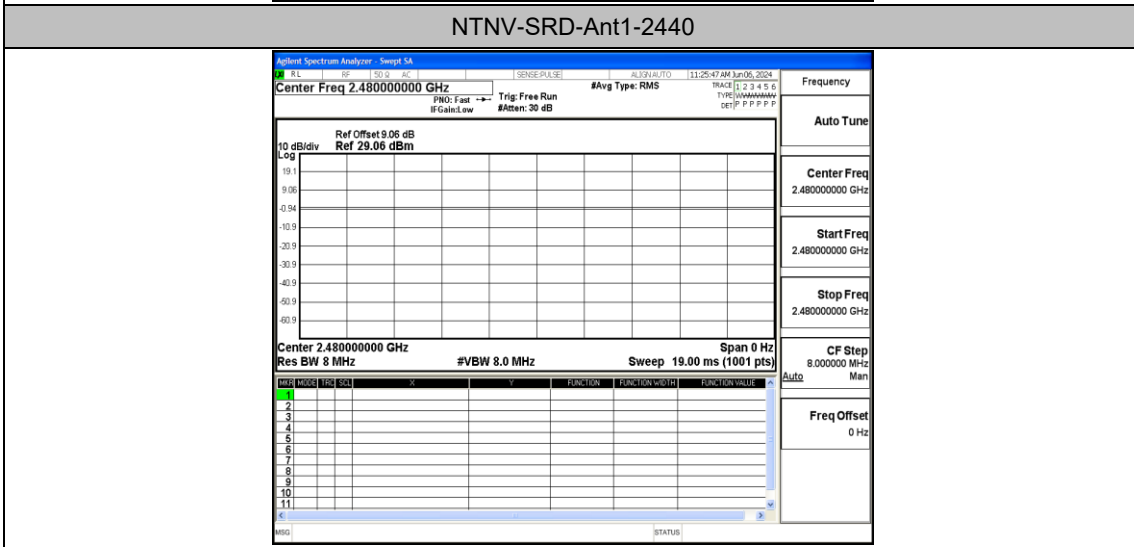 NTNV-SRD-Ant1-2440
Agilent Spectrum Analyzer - Swept SA
RL RF 50 Ω AC SENSE:PULSE ALIGN AUTO 11:25:47 AM Jun 06, 2024
Center Freq 2.480000000 GHz
PNO: Fast
IFGain:Low
Trig: Free Run
#Atten: 30 dB
#Avg Type: RMS
TRACE 1 2 3 4 5 6
TYPE
DET P P P P P P
Ref Offset 9.06 dB
10 dB/div Ref 29.06 dBm
Log
19.1
9.06
-0.94
-10.9
-20.9
-30.9
-40.9
-50.9
-60.9
Center 2.480000000 GHz Span 0 Hz
Res BW 8 MHz #VBW 8.0 MHz Sweep 19.00 ms (1001 pts)
MKR MODE TRC SCL X Y FUNCTION FUNCTION WIDTH FUNCTION VALUE
1
2
3
4
5
6
7
8
9
10
11
MSG STATUS
Frequency
Auto Tune
Center Freq
2.480000000 GHz
Start Freq
2.480000000 GHz
Stop Freq
2.480000000 GHz
CF Step
8.000000 MHz
Auto Man
Freq Offset
0 Hz